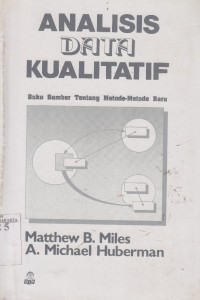 ANALISIS
DATA
KUALITATIF
Buku Sumber Tentang Metode-Metode Baru
Matthew B. Miles
A. Michael Huberman